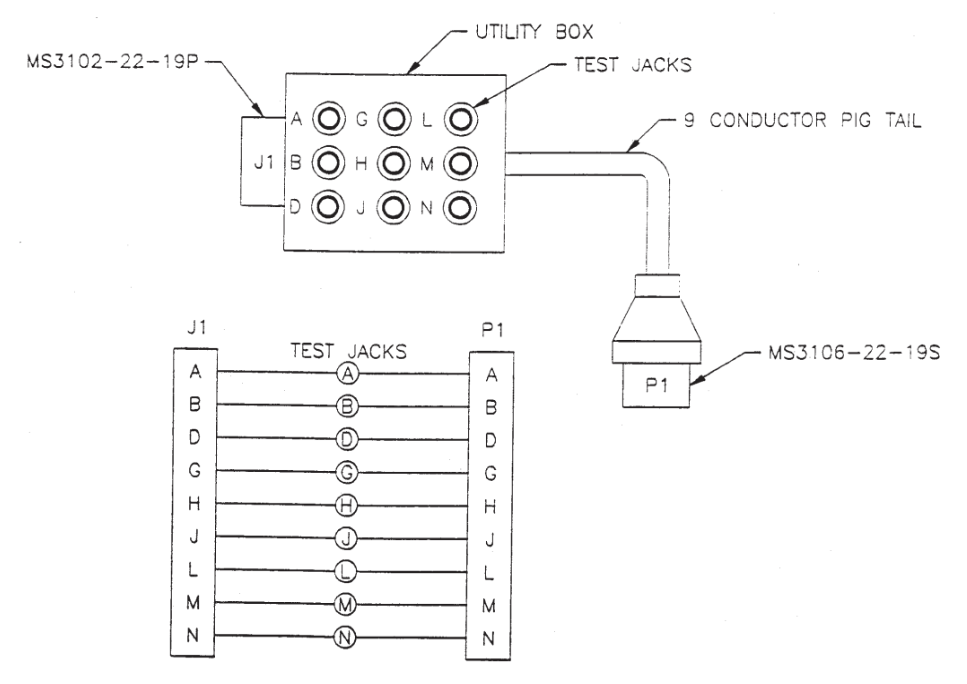 UTILITY BOX
MS3102-22-19P
TEST JACKS
A G L
9 CONDUCTOR PIG TAIL
J1 B H M
D J N
J1
P1
TEST JACKS
MS3106-22-19S
A A A
P1
B B B
D D D
G G G
H H H
J J J
L L L
M M M
N N N